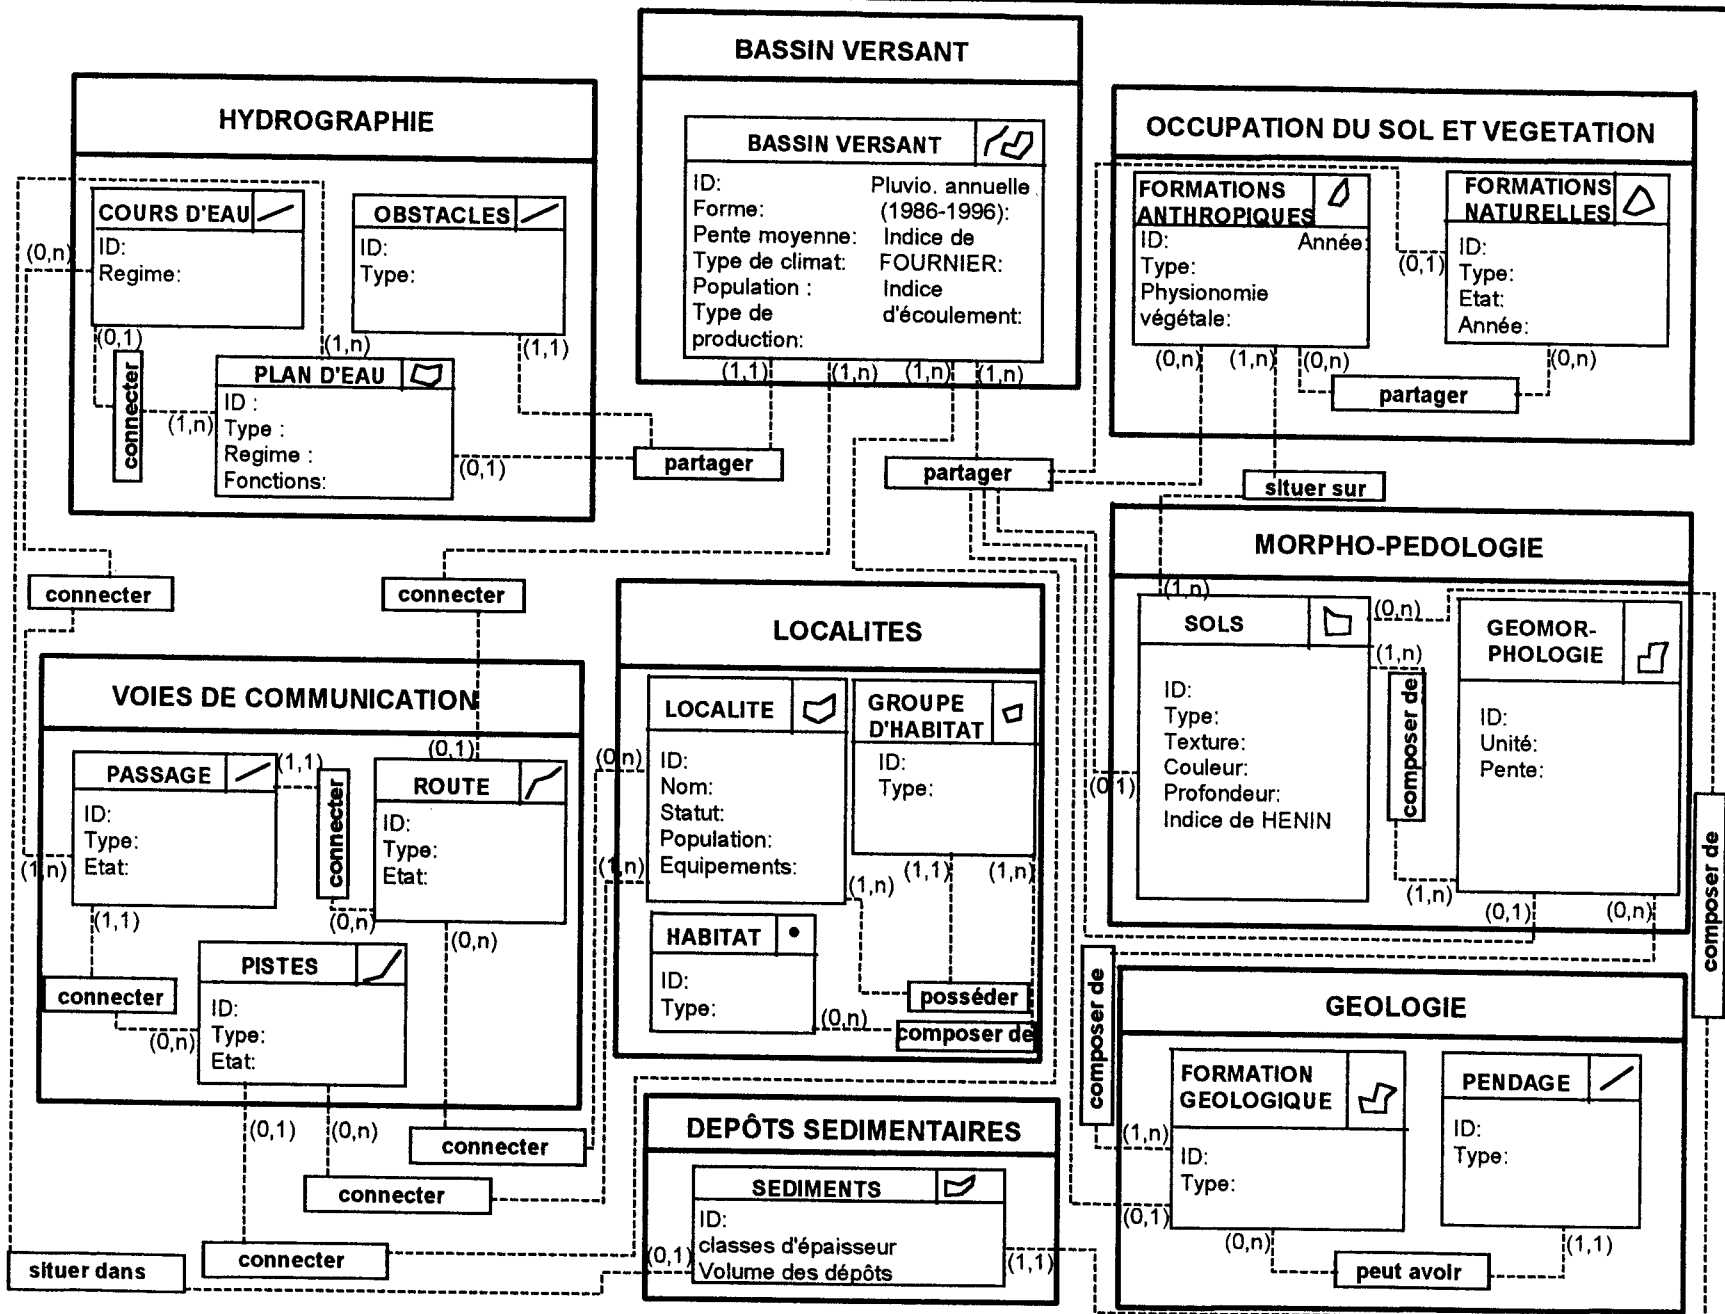 BASSIN VERSANT
BASSIN VERSANT
ID:
Forme:
Pente moyenne:
Type de climat:
Population :
Type de
production:
Pluvio. annuelle
(1986-1996):
Indice de
FOURNIER:
Indice
d'écoulement:
(1,1)
(1,n)
(1,n)
(1,n)
HYDROGRAPHIE
COURS D'EAU
ID:
Regime:
(0,n)
(0,1)
OBSTACLES
ID:
Type:
(1,1)
(1,n)
PLAN D'EAU
ID :
Type :
Regime :
Fonctions:
connecter
(1,n)
(0,1)
partager
partager
OCCUPATION DU SOL ET VEGETATION
FORMATIONS
ANTHROPIQUES
ID:
Année:
Type:
Physionomie
végétale:
(0,n)
(1,n)
(0,n)
FORMATIONS
NATURELLES
ID:
Type:
Etat:
Année:
(0,1)
(0,n)
partager
situer sur
connecter
connecter
MORPHO-PEDOLOGIE
(1,n)
SOLS
ID:
Type:
Texture:
Couleur:
Profondeur:
Indice de HENIN
(0,n)
(1,n)
(0,1)
composer de
GEOMOR-
PHOLOGIE
ID:
Unité:
Pente:
(1,n)
(0,1)
(0,n)
composer de
composer de
VOIES DE COMMUNICATION
PASSAGE
ID:
Type:
Etat:
(1,1)
(1,n)
(1,1)
connecter
(0,1)
ROUTE
ID:
Type:
Etat:
(0,n)
(0,n)
connecter
(0,n)
PISTES
ID:
Type:
Etat:
(0,1)
(0,n)
LOCALITES
LOCALITE
ID:
Nom:
Statut:
Population:
Equipements:
(0,n)
(1,n)
(1,n)
GROUPE
D'HABITAT
ID:
Type:
(1,1)
(1,n)
HABITAT
ID:
Type:
(0,n)
posséder
composer de
connecter
connecter
connecter
situer dans
DEPÔTS SEDIMENTAIRES
SEDIMENTS
ID:
classes d'épaisseur
Volume des dépôts
(0,1)
(1,1)
GEOLOGIE
FORMATION
GEOLOGIQUE
ID:
Type:
(1,n)
(0,1)
(0,n)
PENDAGE
ID:
Type:
(1,1)
peut avoir